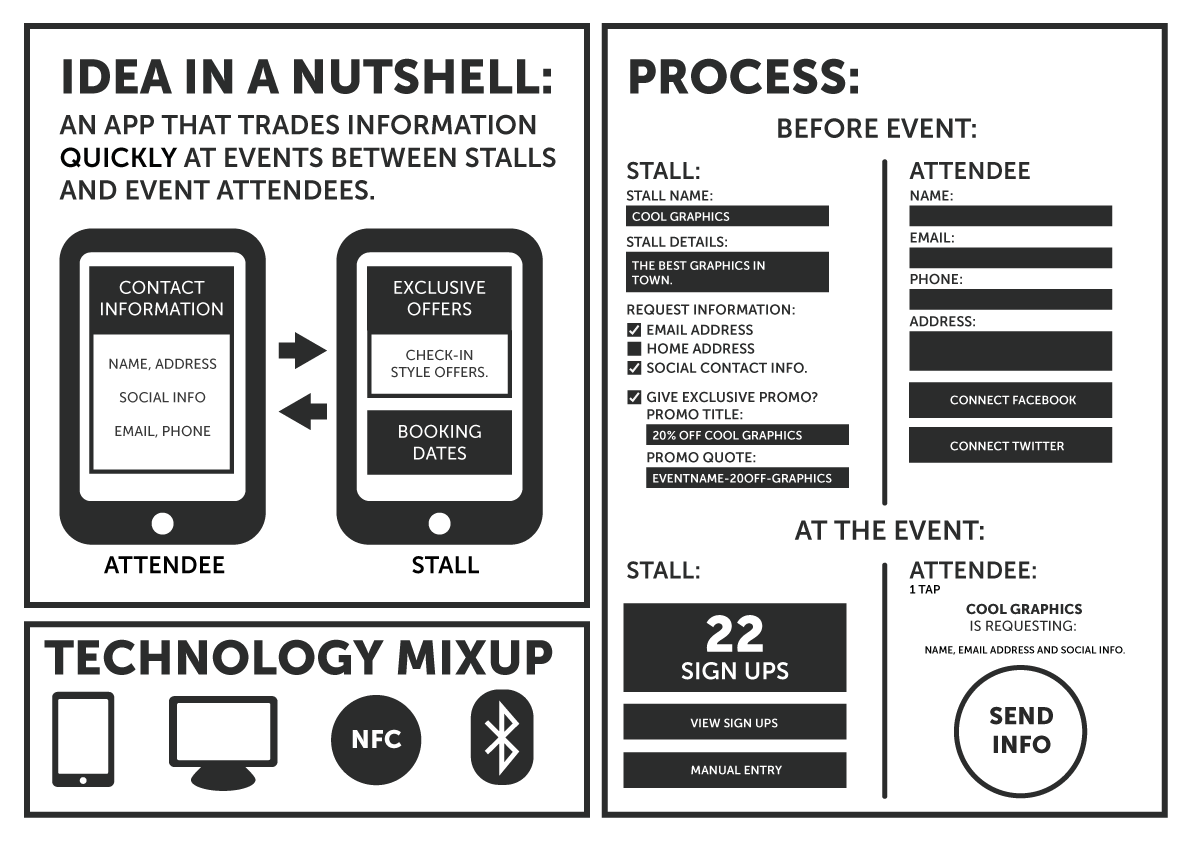 IDEA IN A NUTSHELL:
AN APP THAT TRADES INFORMATION
QUICKLY AT EVENTS BETWEEN STALLS
AND EVENT ATTENDEES.
CONTACT
INFORMATION
NAME, ADDRESS
SOCIAL INFO
EMAIL, PHONE
ATTENDEE
EXCLUSIVE
OFFERS
CHECK-IN
STYLE OFFERS.
BOOKING
DATES
STALL
TECHNOLOGY MIXUP
NFC
PROCESS:
BEFORE EVENT:
STALL:
STALL NAME:
COOL GRAPHICS
STALL DETAILS:
THE BEST GRAPHICS IN
TOWN.
REQUEST INFORMATION:
EMAIL ADDRESS
HOME ADDRESS
SOCIAL CONTACT INFO.
GIVE EXCLUSIVE PROMO?
PROMO TITLE:
20% OFF COOL GRAPHICS
PROMO QUOTE:
EVENTNAME-20OFF-GRAPHICS
ATTENDEE
NAME:
EMAIL:
PHONE:
ADDRESS:
CONNECT FACEBOOK
CONNECT TWITTER
AT THE EVENT:
STALL:
22
SIGN UPS
VIEW SIGN UPS
MANUAL ENTRY
ATTENDEE:
1 TAP
COOL GRAPHICS
IS REQUESTING:
NAME, EMAIL ADDRESS AND SOCIAL INFO.
SEND
INFO